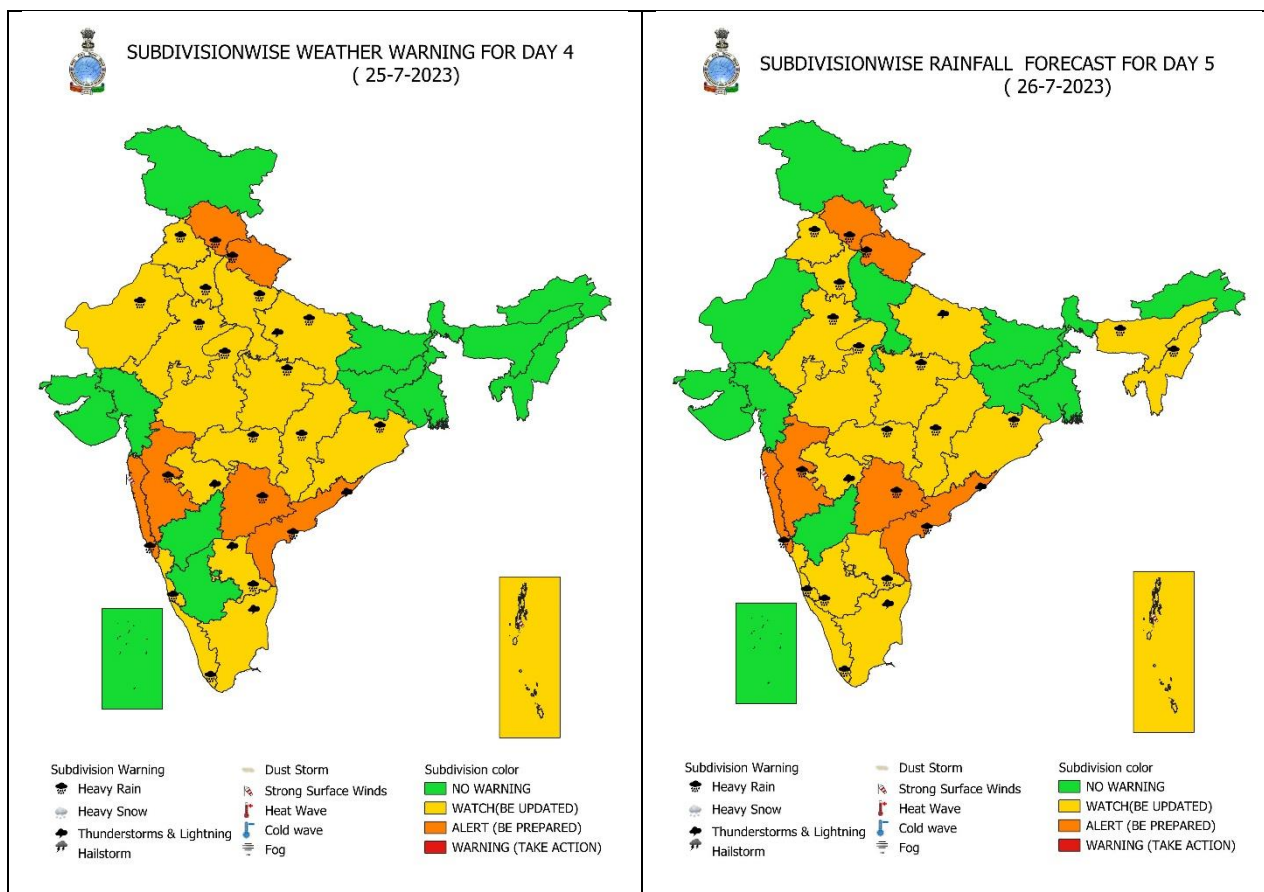 SUBDIVISIONWISE WEATHER WARNING FOR DAY 4
( 25-7-2023)
Subdivision Warning
Heavy Rain
Heavy Snow
Thunderstorms & Lightning
Hailstorm
Dust Storm
Strong Surface Winds
Heat Wave
Cold wave
Fog
Subdivision color
NO WARNING
WATCH(BE UPDATED)
ALERT (BE PREPARED)
WARNING (TAKE ACTION)
SUBDIVISIONWISE RAINFALL FORECAST FOR DAY 5
( 26-7-2023)
Subdivision Warning
Heavy Rain
Heavy Snow
Thunderstorms & Lightning
Hailstorm
Dust Storm
Strong Surface Winds
Heat Wave
Cold wave
Fog
Subdivision color
NO WARNING
WATCH(BE UPDATED)
ALERT (BE PREPARED)
WARNING (TAKE ACTION)